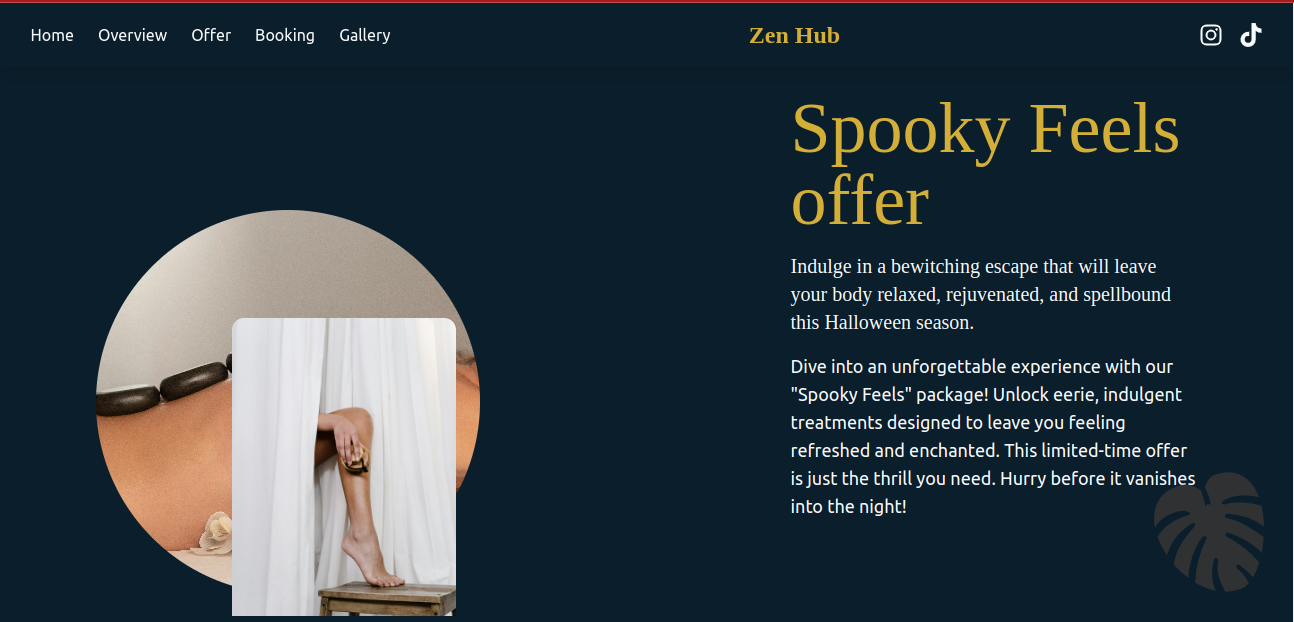 Home Overview Offer Booking Gallery
Zen Hub
Spooky Feels
offer
Indulge in a bewitching escape that will leave
your body relaxed, rejuvenated, and spellbound
this Halloween season.
Dive into an unforgettable experience with our
"Spooky Feels" package! Unlock eerie, indulgent
treatments designed to leave you feeling
refreshed and enchanted. This limited-time offer
is just the thrill you need. Hurry before it vanishes
into the night!